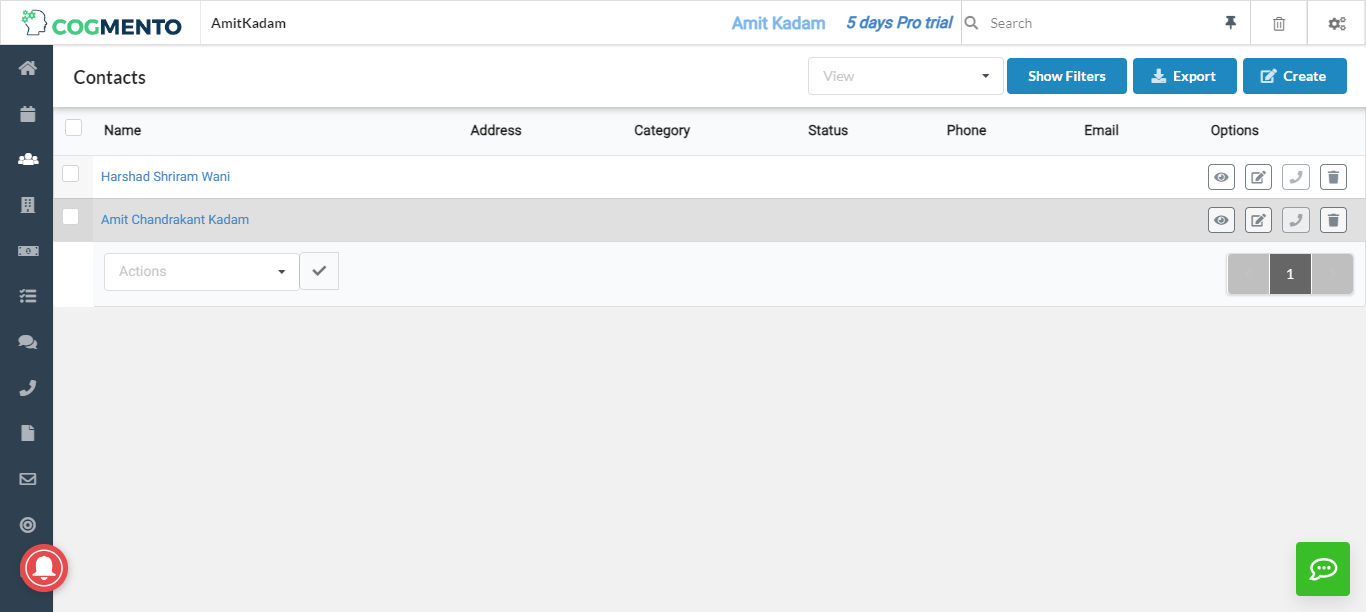 COGMENTO
AmitKadam
Amit Kadam
5 days Pro trial
Search
Contacts
View
Show Filters
Export
Create
Name Address Category Status Phone Email Options
Harshad Shriram Wani
Amit Chandrakant Kadam
Actions
1